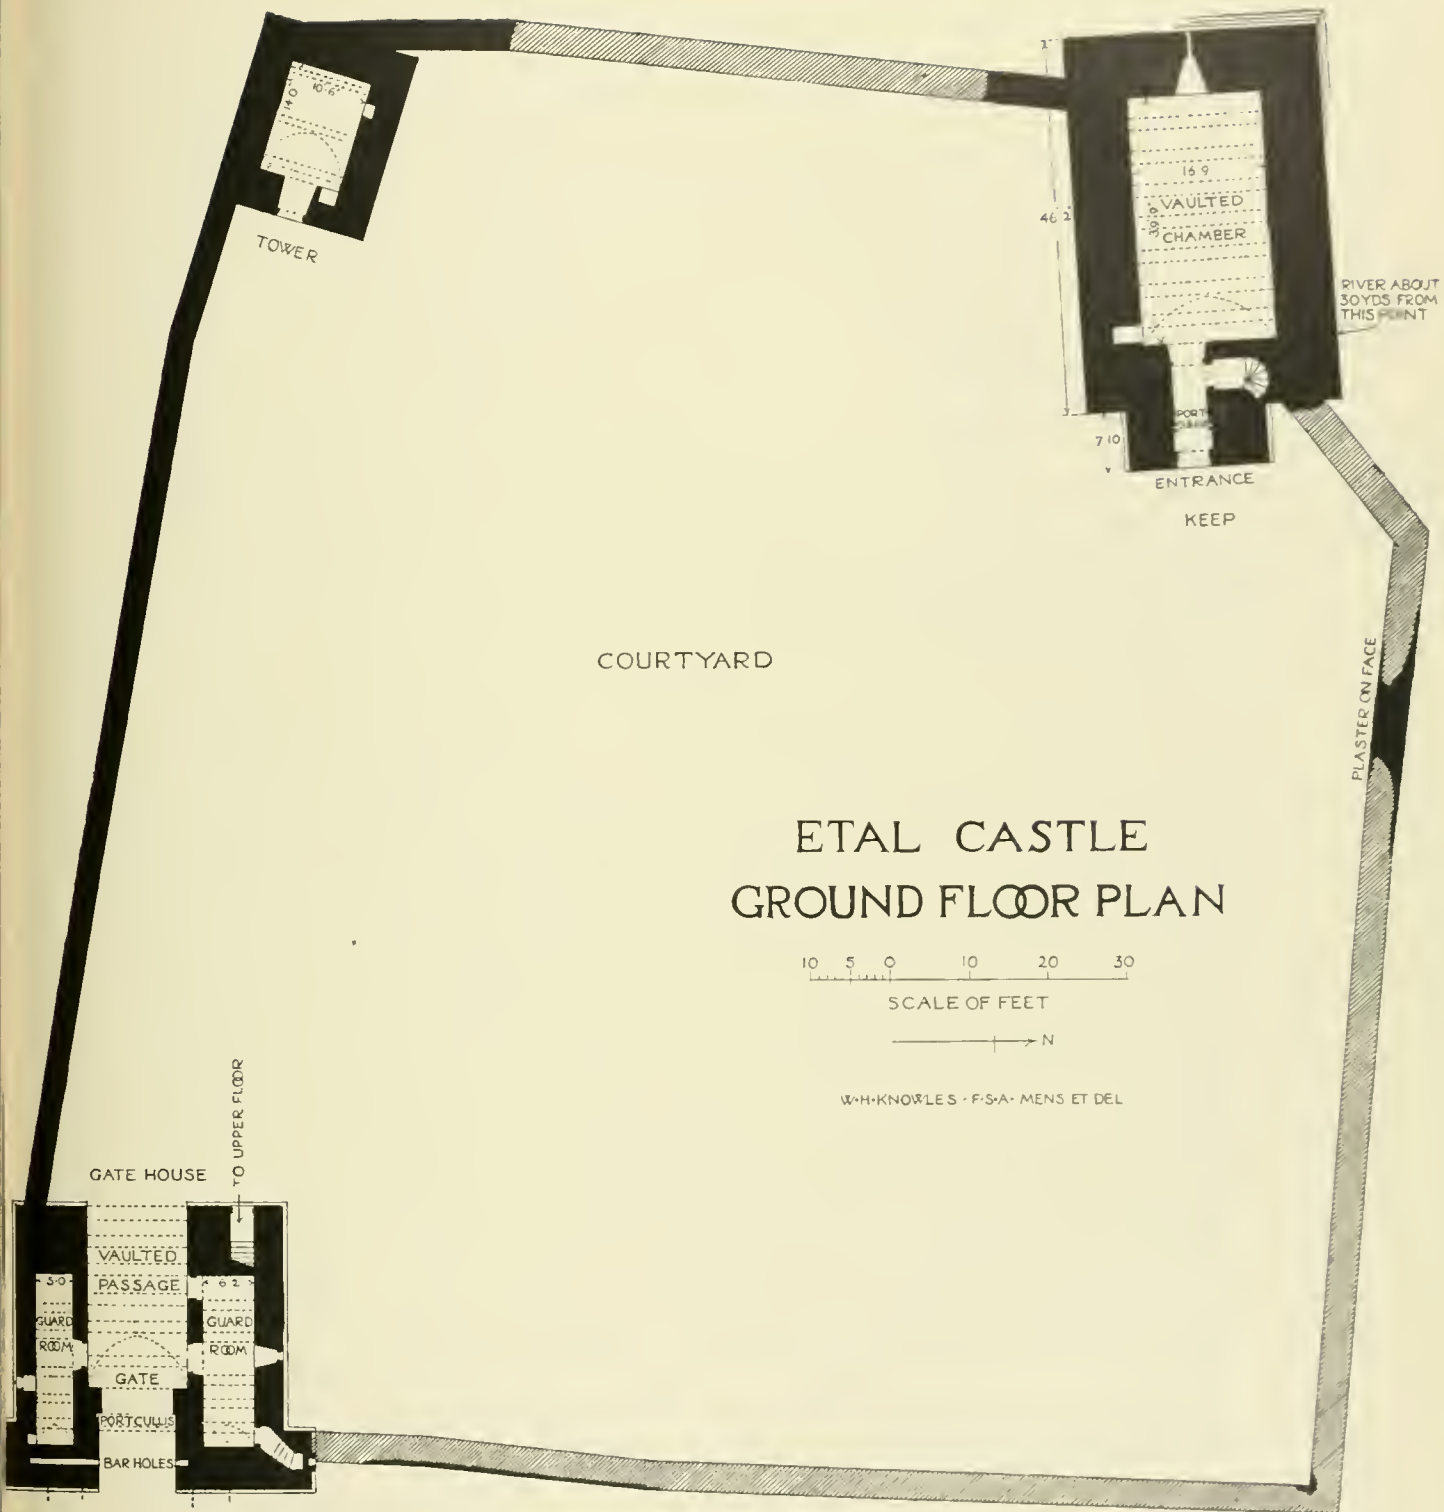 14·0
10·6
TOWER
16 9
VAULTED
CHAMBER
39·0
46 2
RIVER ABOUT
30YDS FROM
THIS POINT
PORT
7 10
ENTRANCE
KEEP
COURTYARD
PLASTER ON FACE
ETAL CASTLE
GROUND FLOOR PLAN
10 5 0 10 20 30
SCALE OF FEET
N
W·H·KNOWLES · F·S·A· MENS ET DEL
TO UPPER FLOOR
GATE HOUSE
VAULTED
PASSAGE
5·0
6 2
GUARD
ROOM
GUARD
ROOM
GATE
PORTCULLIS
BAR HOLES